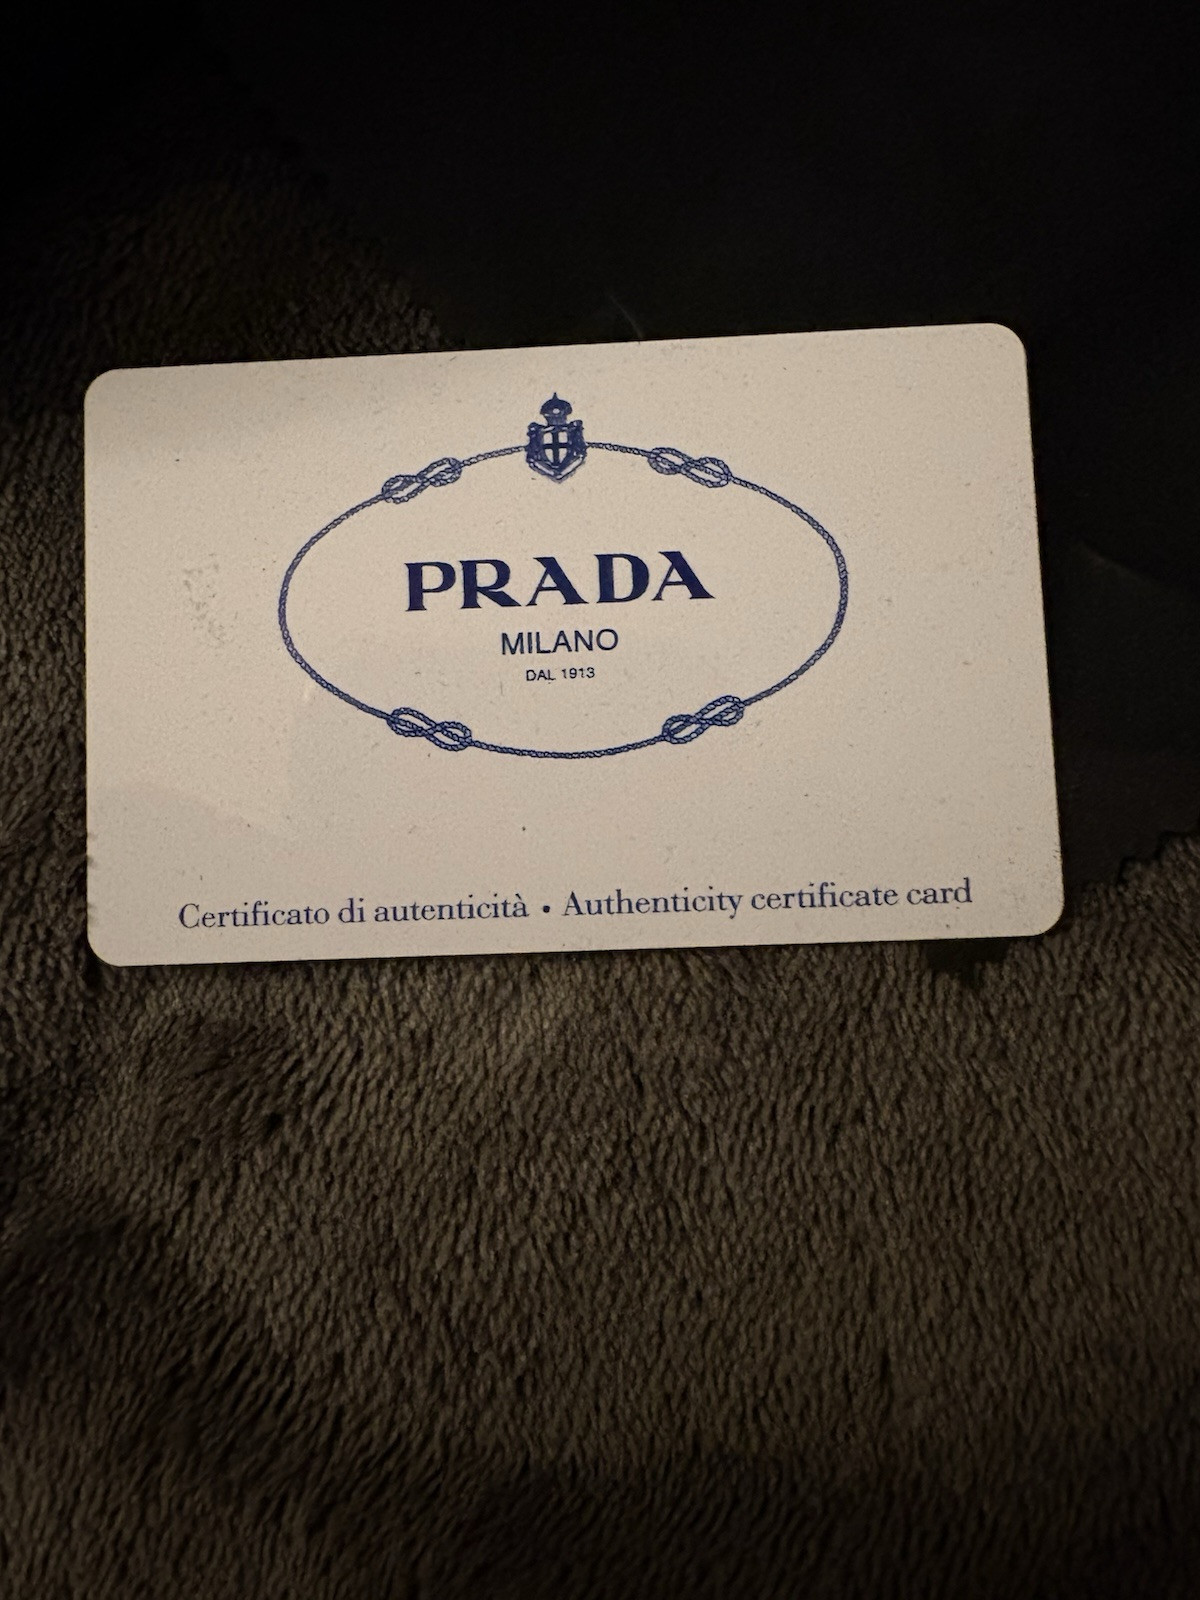 PRADA
MILANO
DAL 1913
Certificato di autenticità • Authenticity certificate card